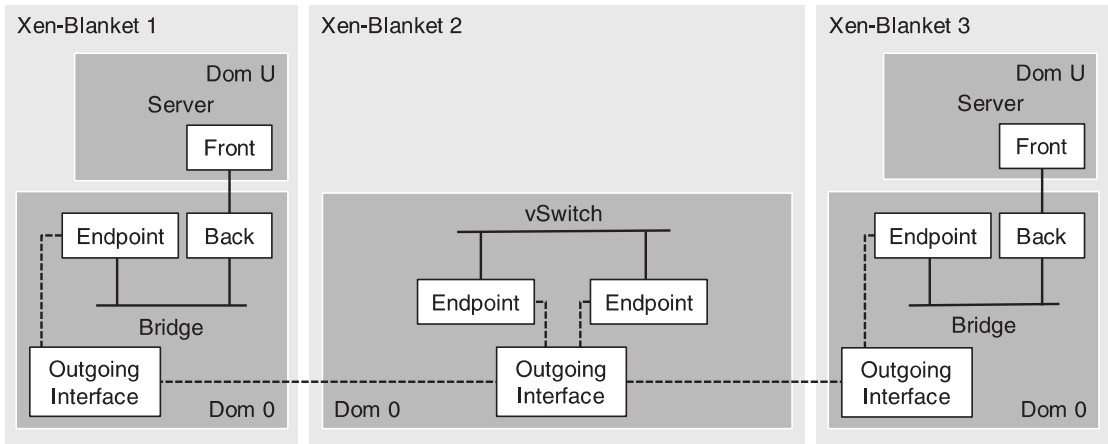 Xen-Blanket 1
Dom U
Server
Front
Endpoint
Back
Bridge
Outgoing
Interface
Dom 0
Xen-Blanket 2
vSwitch
Endpoint
Endpoint
Outgoing
Interface
Dom 0
Xen-Blanket 3
Dom U
Server
Front
Endpoint
Back
Bridge
Outgoing
Interface
Dom 0